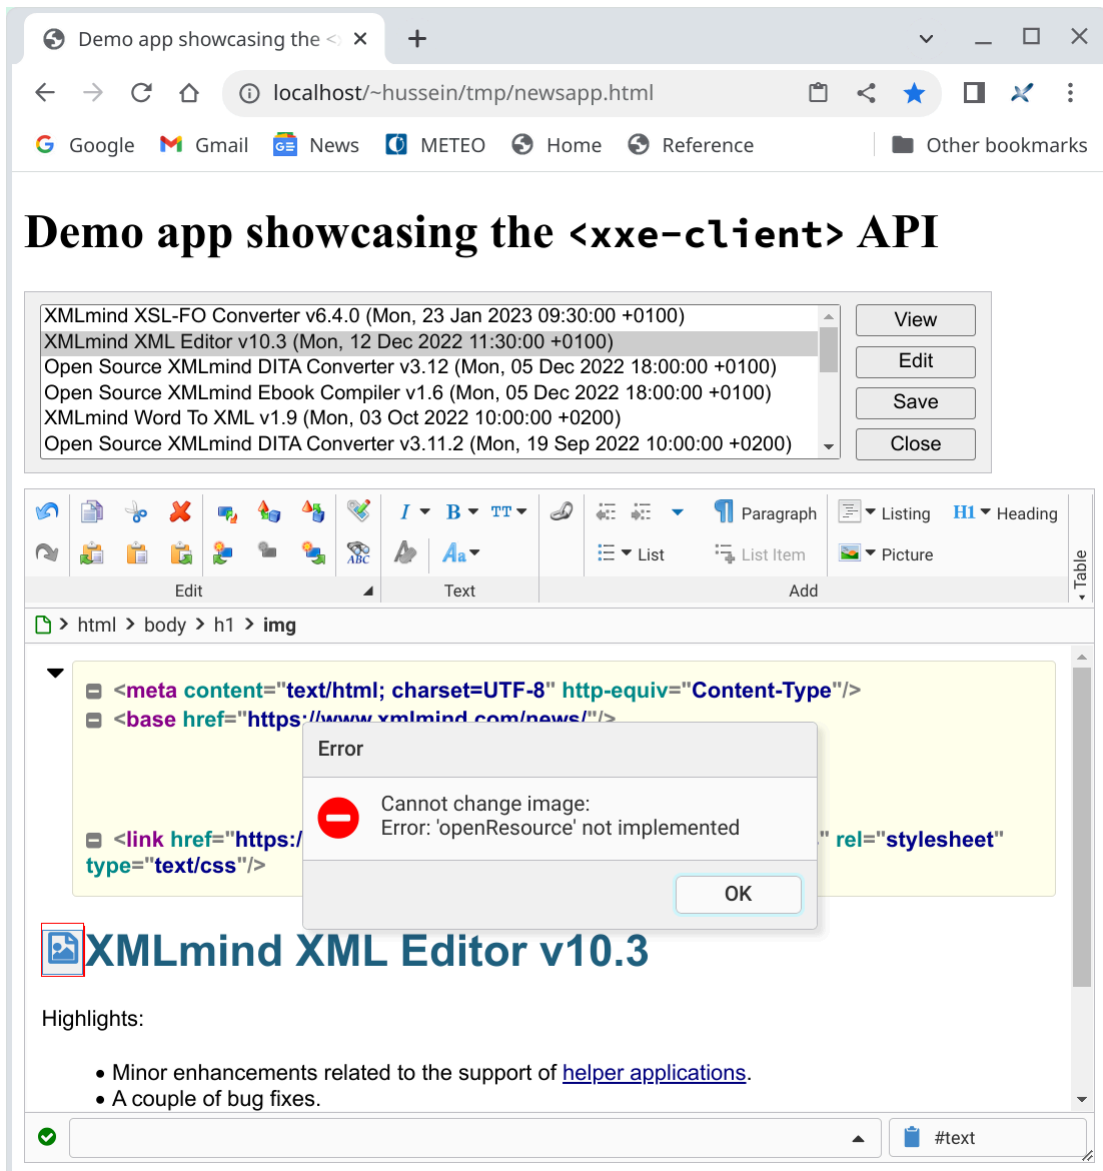 Demo app showcasing the <x
localhost/~hussein/tmp/newsapp.html
Google Gmail News METEO Home Reference Other bookmarks
Demo app showcasing the <xxe-client> API
XMLmind XSL-FO Converter v6.4.0 (Mon, 23 Jan 2023 09:30:00 +0100)
XMLmind XML Editor v10.3 (Mon, 12 Dec 2022 11:30:00 +0100)
Open Source XMLmind DITA Converter v3.12 (Mon, 05 Dec 2022 18:00:00 +0100)
Open Source XMLmind Ebook Compiler v1.6 (Mon, 05 Dec 2022 18:00:00 +0100)
XMLmind Word To XML v1.9 (Mon, 03 Oct 2022 10:00:00 +0200)
Open Source XMLmind DITA Converter v3.11.2 (Mon, 19 Sep 2022 10:00:00 +0200)
View
Edit
Save
Close
I B TT Paragraph Listing H1 Heading
ABC Aa List List Item Picture
Edit Text Add
Table
html > body > h1 > img
<meta content="text/html; charset=UTF-8" http-equiv="Content-Type"/>
<base href="https://www.xmlmind.com/news/"/>
Error
Cannot change image:
Error: 'openResource' not implemented
OK
<link href="https:/ " rel="stylesheet"
type="text/css"/>
XMLmind XML Editor v10.3
Highlights:
• Minor enhancements related to the support of helper applications.
• A couple of bug fixes.
#text